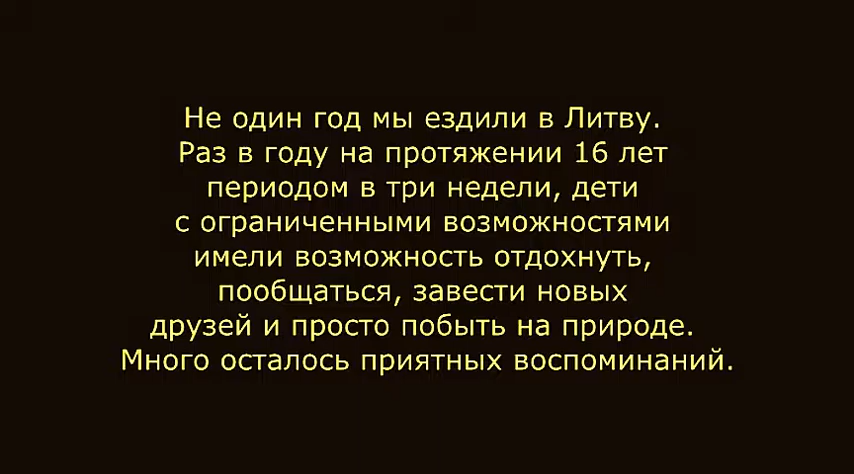 Не один год мы ездили в Литву.
Раз в году на протяжении 16 лет
периодом в три недели, дети
с ограниченными возможностями
имели возможность отдохнуть,
пообщаться, завести новых
друзей и просто побыть на природе.
Много осталось приятных воспоминаний.